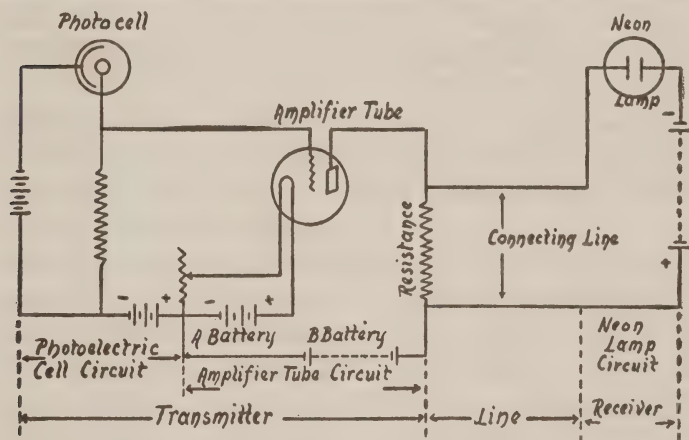 Photocell
Neon
Lamp
-
Amplifier Tube
Resistance
Connecting Line
+
- +
- +
A Battery
B Battery
Photoelectric
Cell Circuit
Amplifier Tube Circuit
Neon
Lamp
Circuit
Transmitter
Line
Receiver